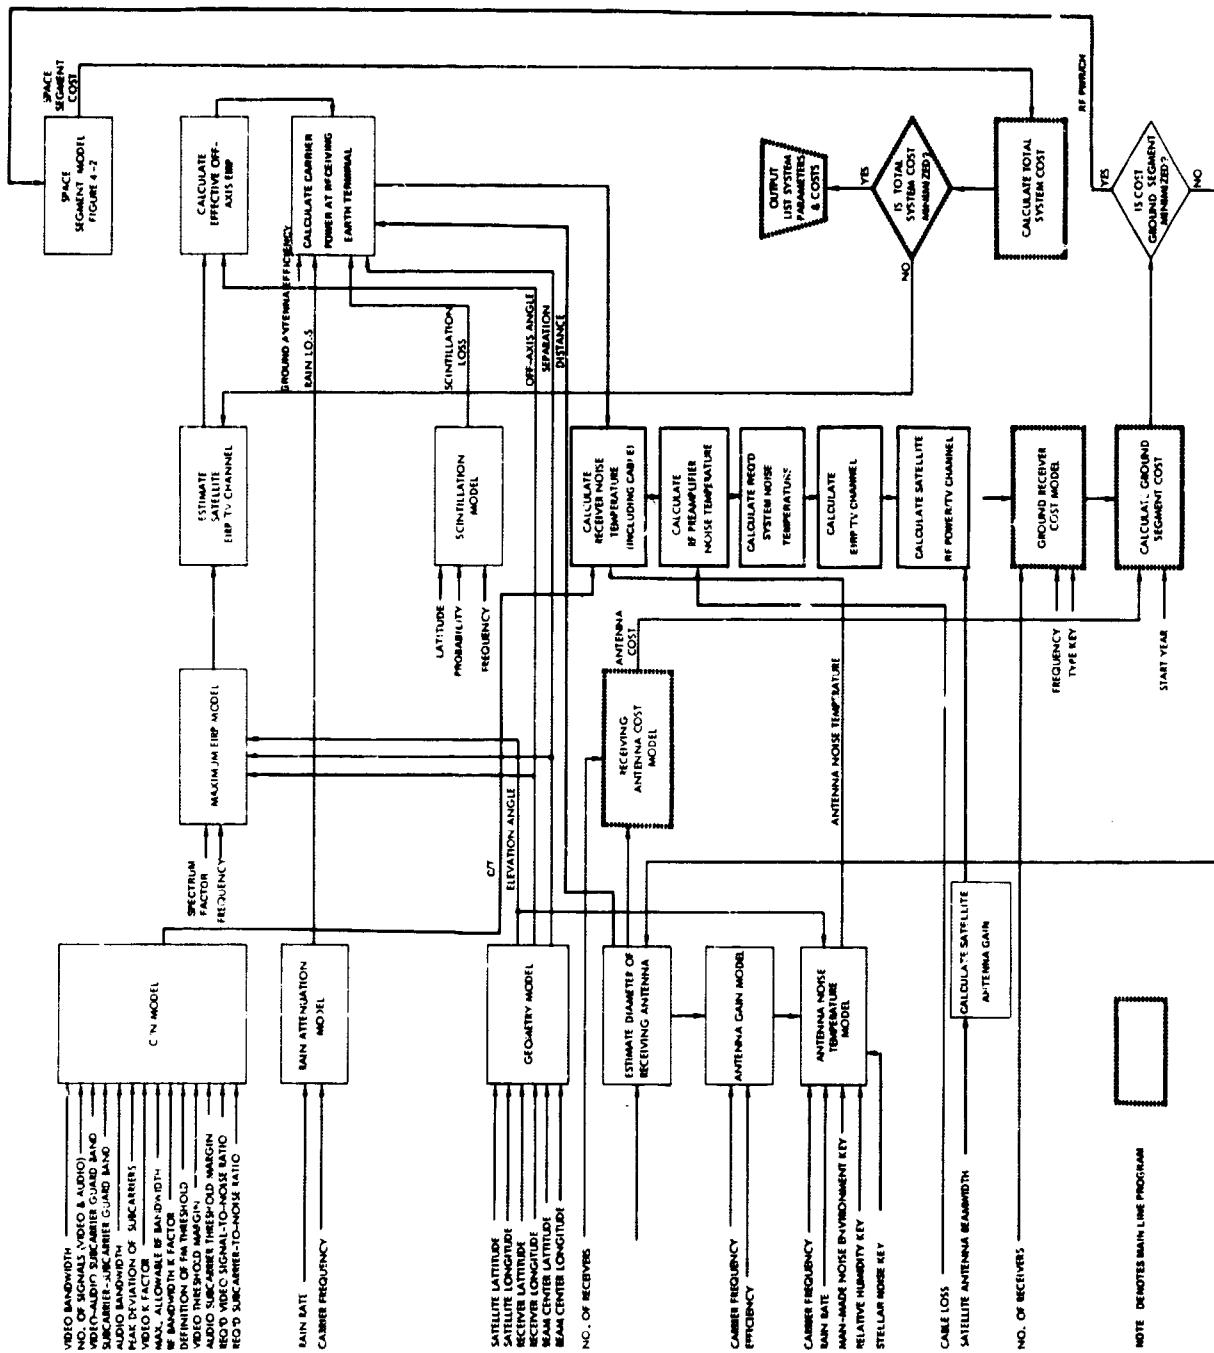 VIDEO BANDWIDTH
NO. OF SIGNALS (VIDEO & AUDIO)
VIDEO-AUDIO SUBCARRIER GUARD BAND
SUBCARRIER-SUBCARRIER GUARD BAND
AUDIO BANDWIDTH
PEAK DEVIATION OF SUBCARRIERS
VIDEO K FACTOR
MAX. ALLOWABLE RF BANDWIDTH
RF BANDWIDTH K FACTOR
DEFINITION OF FM THRESHOLD
VIDEO THRESHOLD MARGIN
AUDIO SUBCARRIER THRESHOLD MARGIN
REQ'D VIDEO SIGNAL-TO-NOISE RATIO
REQ'D SUBCARRIER-TO-NOISE RATIO
MODEL
RAIN RATE
CARRIER FREQUENCY
RAIN ATTENUATION
MODEL
SATELLITE LATTITUDE
SATELLITE LONGITUDE
RECEIVER LATTITUDE
RECEIVER LONGITUDE
BEAM CENTER LATTITUDE
BEAM CENTER LONGITUDE
GEOMETRY MODEL
NO. OF RECEIVERS
ESTIMATE DIAMETER OF
RECEIVING ANTENNA
CARRIER FREQUENCY
EFFICIENCY
ANTENNA GAIN MODEL
CARRIER FREQUENCY
RAIN RATE
MAN-MADE NOISE ENVIRONMENT KEY
RELATIVE HUMIDITY KEY
STELLAR NOISE KEY
ANTENNA NOISE
TEMPERATURE
MODEL
CABLE LOSS
SATELLITE ANTENNA BEAMWIDTH
CALCULATE SATELLITE
ANTENNA GAIN
NO. OF RECEIVERS
NOTE DENOTES MAIN LINE PROGRAM
SPECTRUM
FACTOR
FREQUENCY
MAXIMUM EIRP MODEL
C/T
ELEVATION ANGLE
RECEIVING
ANTENNA COST
MODEL
ANTENNA
COST
ANTENNA NOISE TEMPERATURE
ESTIMATE
SATELLITE
EIRP TV CHANNEL
LATITUDE
PROBABILITY
FREQUENCY
SCINTILLATION
MODEL
CALCULATE
RECEIVER NOISE
TEMPERATURE
(INCLUDING CABLE)
CALCULATE
RF PREAMPLIFIER
NOISE TEMPERATURE
CALCULATE REQ'D
SYSTEM NOISE
TEMPERATURE
CALCULATE
EIRP TV CHANNEL
CALCULATE SATELLITE
RF POWER/TV CHANNEL
GROUND RECEIVER
COST MODEL
FREQUENCY
TYPE KEY
CALCULATE GROUND
SEGMENT COST
START YEAR
SPACE
SEGMENT MODEL
FIGURE 4-2
SPACE
SEGMENT
COST
CALCULATE
EFFECTIVE OFF-
AXIS EIRP
CALCULATE CARRIER
POWER AT RECEIVING
EARTH TERMINAL
GROUND ANTENNA EFFICIENCY
RAIN LOSS
SCINTILLATION
LOSS
OFF-AXIS ANGLE
SEPARATION
DISTANCE
OUTPUT
LIST SYSTEM
PARAMETERS
& COSTS
IS TOTAL
SYSTEM COST
MINIMIZED?
NO
YES
CALCULATE TOTAL
SYSTEM COST
IS COST
GROUND SEGMENT
MINIMIZED?
YES
NO